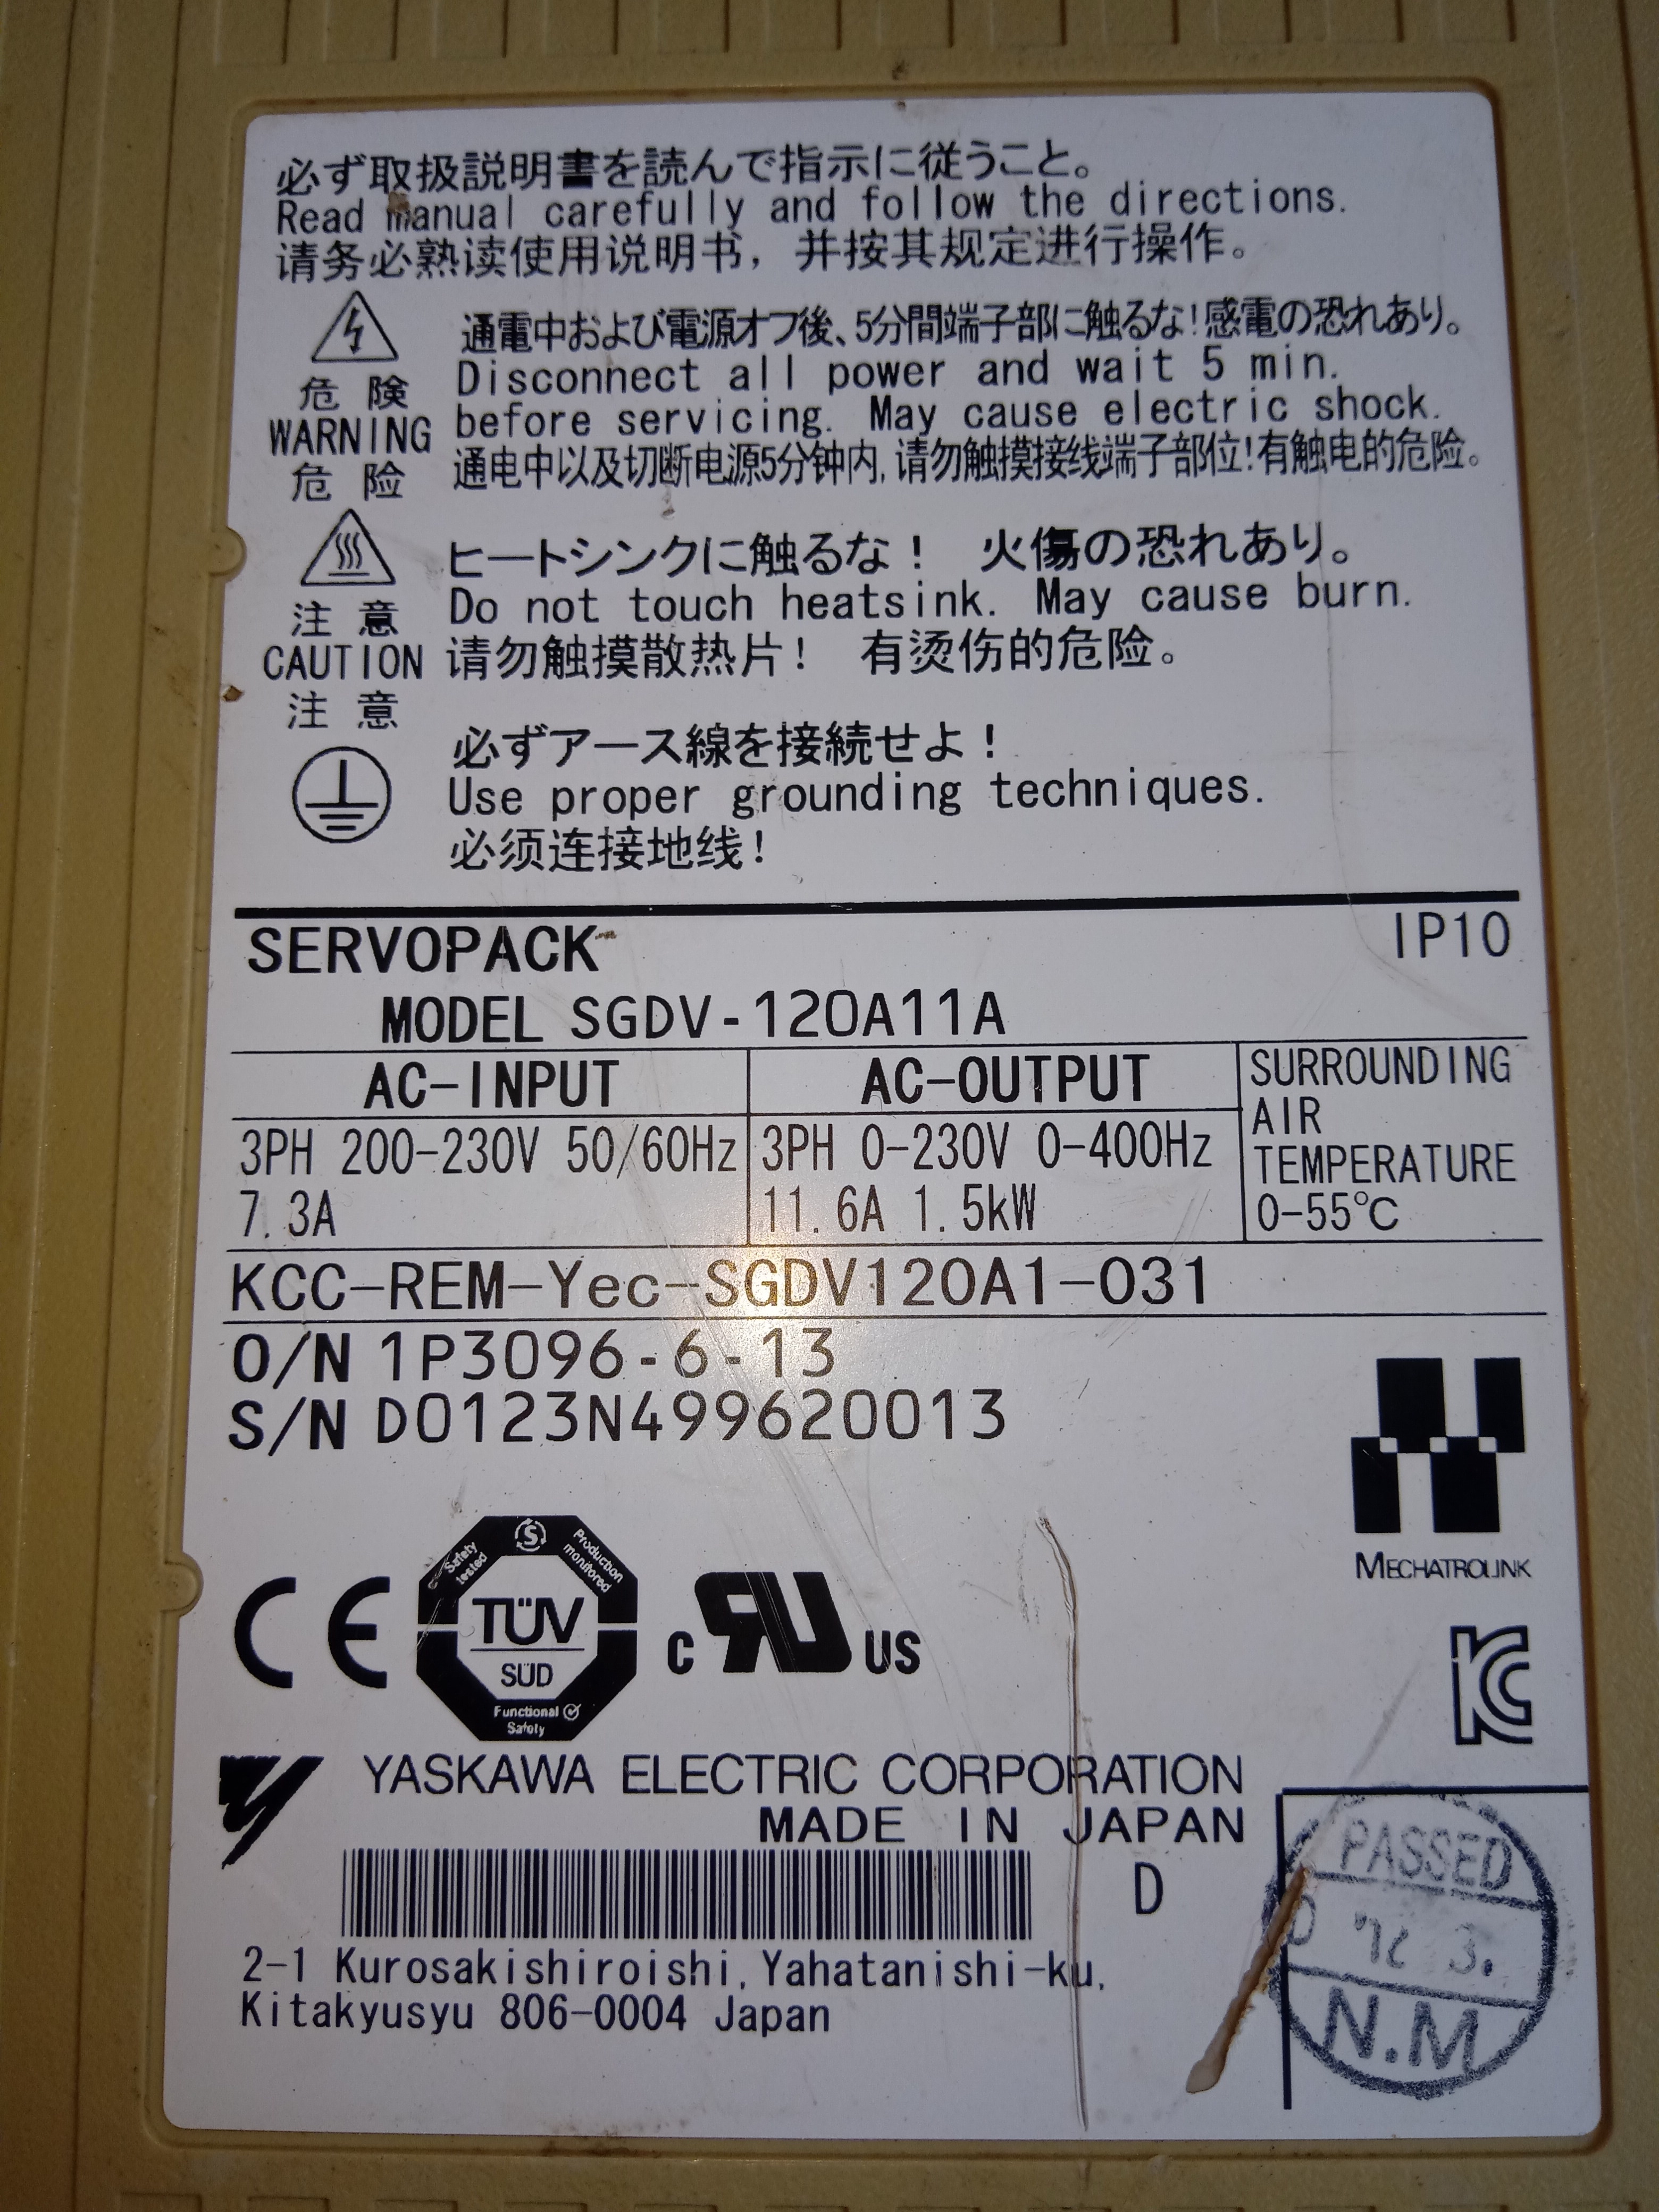 必ず取扱説明書を読んで指示に従うこと。
Read manual carefully and follow the directions.
请务必熟读使用说明书，并按其规定进行操作。
危 険
WARNING
危 险
通電中および電源オフ後、5分間端子部に触るな!感電の恐れあり。
Disconnect all power and wait 5 min.
before servicing. May cause electric shock.
通电中以及切断电源5分钟内, 请勿触摸接线端子部位!有触电的危险。
注 意
CAUTION
注 意
ヒートシンクに触るな! 火傷の恐れあり。
Do not touch heatsink. May cause burn.
请勿触摸散热片! 有烫伤的危险。
必ずアース線を接続せよ!
Use proper grounding techniques.
必须连接地线!
SERVOPACK
IP10
MODEL SGDV-120A11A
AC-INPUT
3PH 200-230V 50/60Hz
7.3A
AC-OUTPUT
3PH 0-230V 0-400Hz
11.6A 1.5kW
SURROUNDING
AIR
TEMPERATURE
0-55℃
KCC-REM-Yec-SGDV120A1-031
O/N 1P3096-6-13
S/N D0123N499620013
MECHATROLINK
CE
Safety tested
S
Production monitored
TÜV
SÜD
Functional
Safety
C RU US
KC
YASKAWA ELECTRIC CORPORATION
MADE IN JAPAN
D
2-1 Kurosakishiroishi, Yahatanishi-ku,
Kitakyusyu 806-0004 Japan
PASSED
D '12 3.
N.M